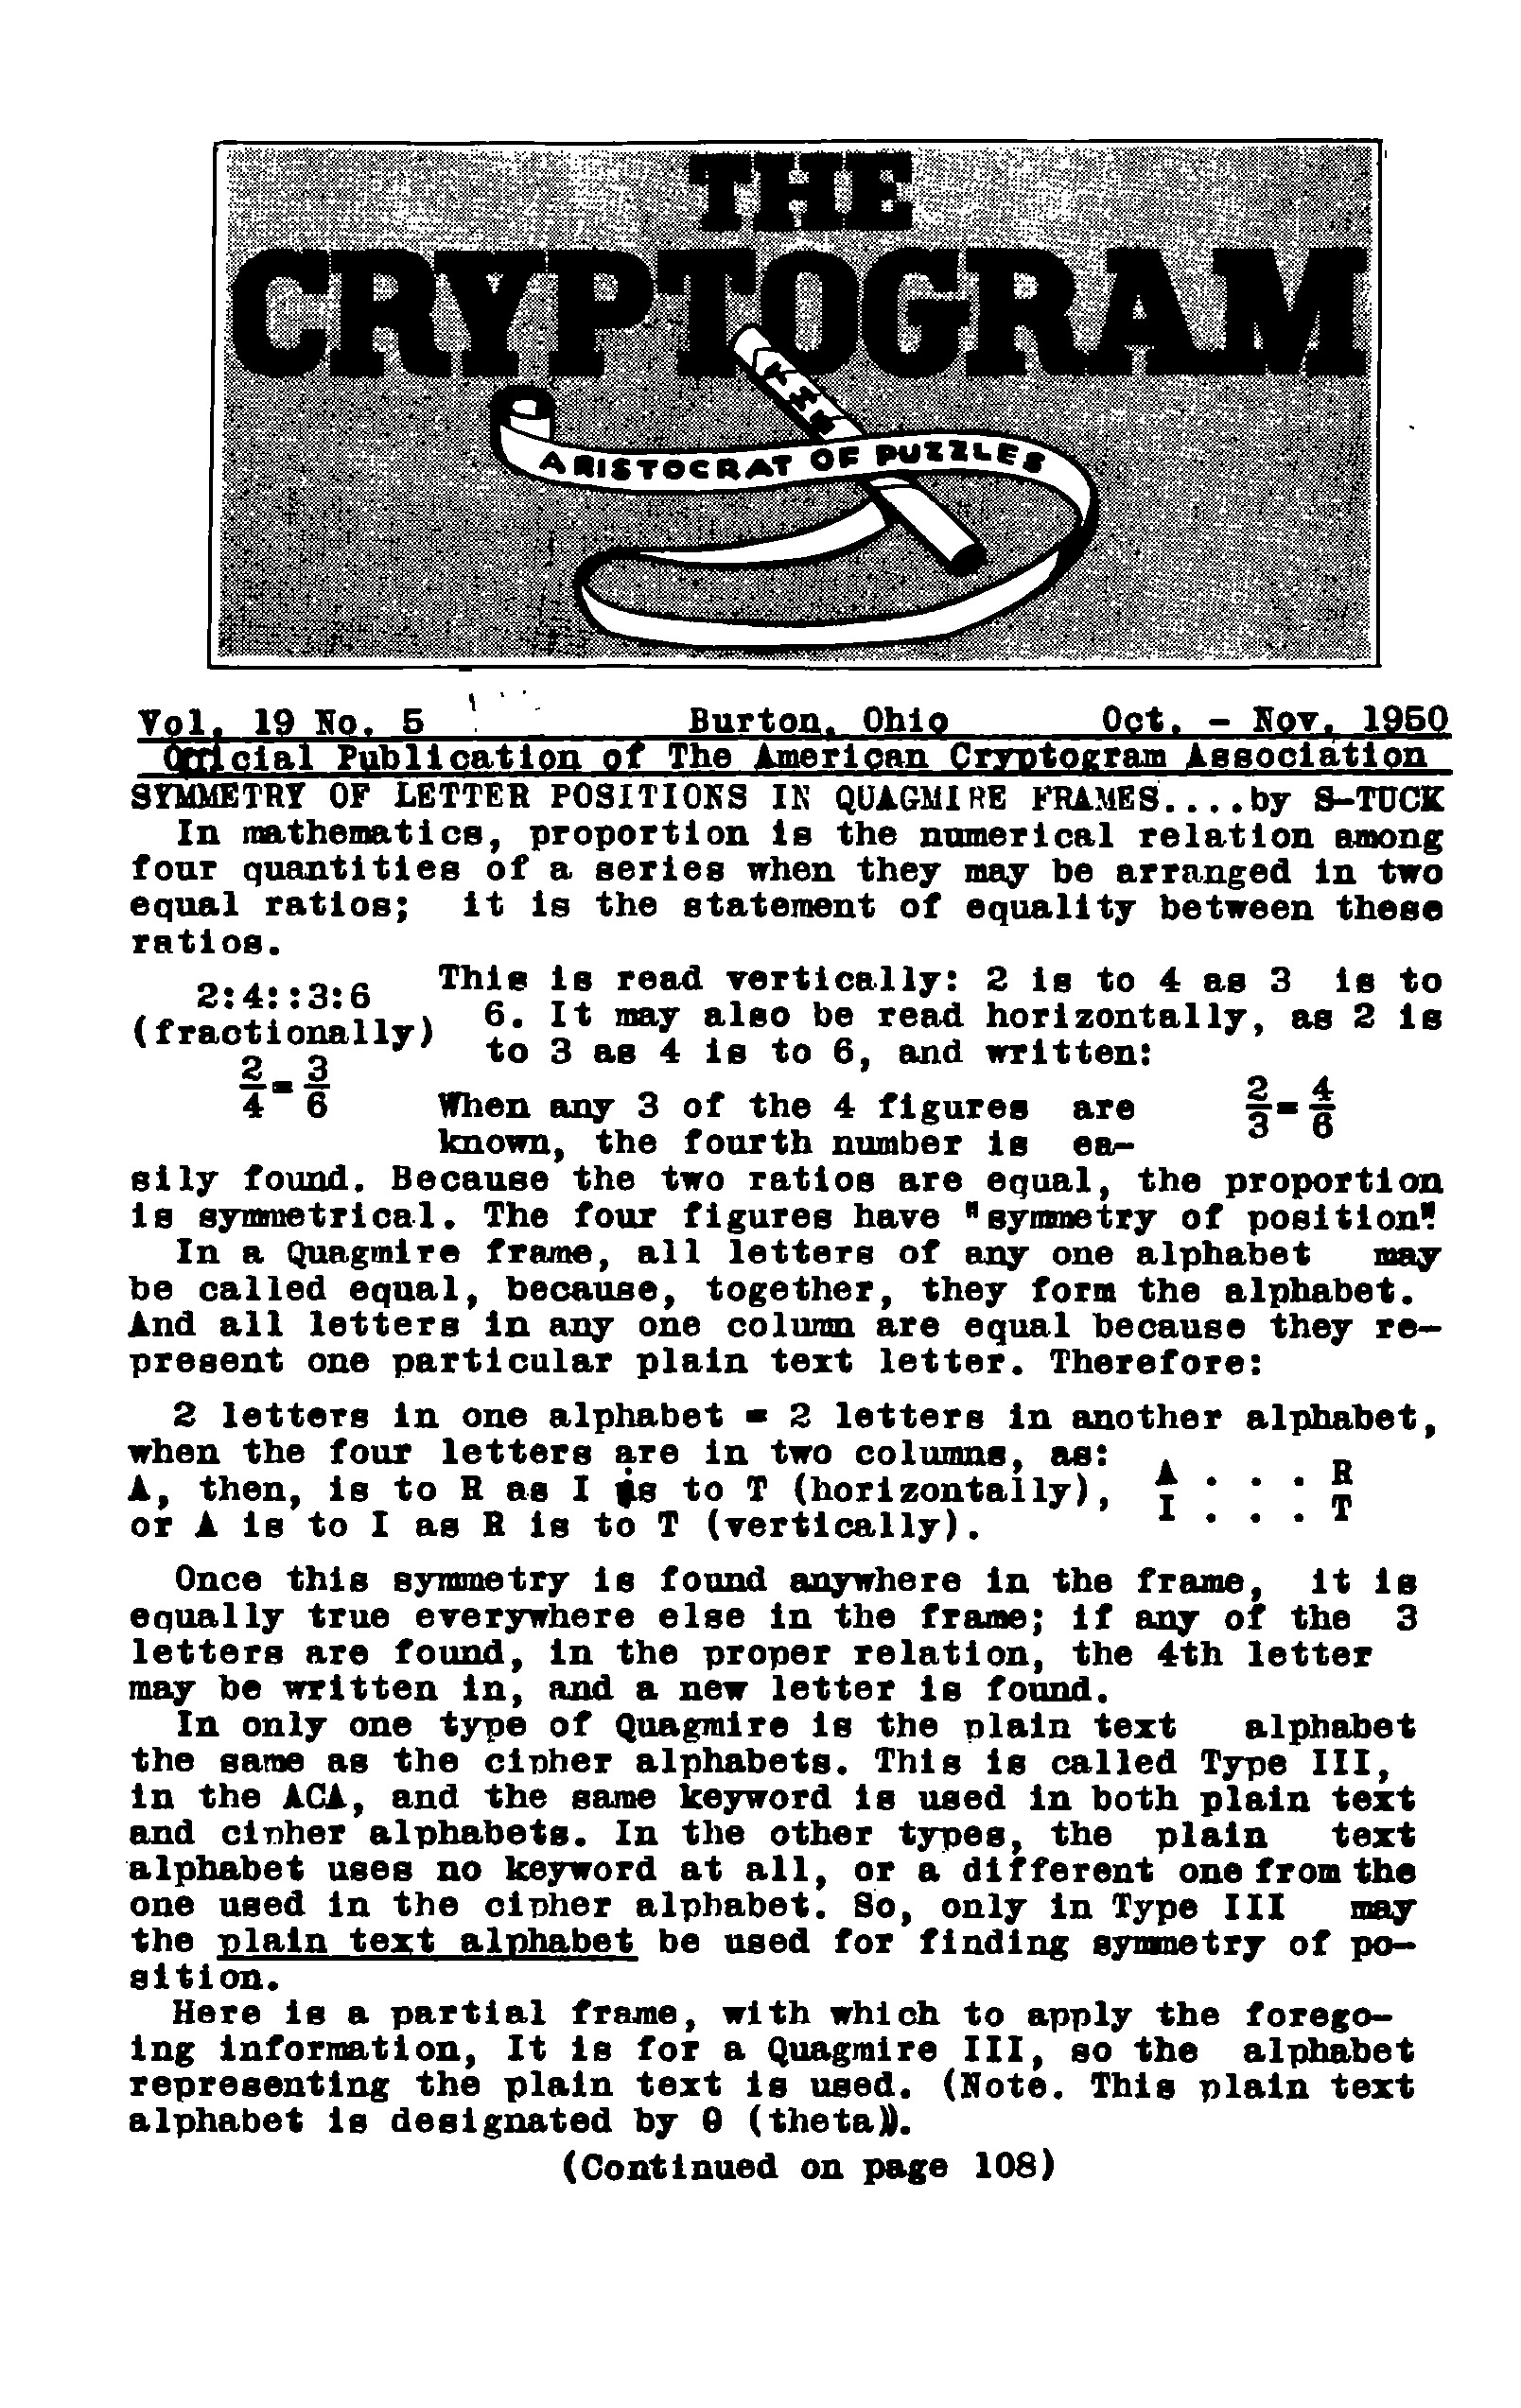 THE
CRYPTOGRAM
THE
ARISTOCRAT OF PUZZLES
Vol. 19 No. 5 Burton, Ohio Oct. - Nov. 1950
Official Publication of The American Cryptogram Association
SYMMETRY OF LETTER POSITIONS IN QUAGMIRE FRAMES....by S-TUCK
In mathematics, proportion is the numerical relation among
four quantities of a series when they may be arranged in two
equal ratios; it is the statement of equality between these
ratios.
2:4::3:6 This is read vertically: 2 is to 4 as 3 is to
(fractionally) 6. It may also be read horizontally, as 2 is
to 3 as 4 is to 6, and written:
2/4 = 3/6
When any 3 of the 4 figures are 2/3 = 4/6
known, the fourth number is ea-
sily found. Because the two ratios are equal, the proportion
is symmetrical. The four figures have "symmetry of position".
In a Quagmire frame, all letters of any one alphabet may
be called equal, because, together, they form the alphabet.
And all letters in any one column are equal because they re-
present one particular plain text letter. Therefore:
2 letters in one alphabet = 2 letters in another alphabet,
when the four letters are in two columns, as:
A, then, is to R as I is to T (horizontally), A . . . R
or A is to I as R is to T (vertically). I . . . T
Once this symmetry is found anywhere in the frame, it is
equally true everywhere else in the frame; if any of the 3
letters are found, in the proper relation, the 4th letter
may be written in, and a new letter is found.
In only one type of Quagmire is the plain text alphabet
the same as the cipher alphabets. This is called Type III,
in the ACA, and the same keyword is used in both plain text
and cipher alphabets. In the other types, the plain text
alphabet uses no keyword at all, or a different one from the
one used in the cipher alphabet. So, only in Type III may
the plain text alphabet be used for finding symmetry of po-
sition.
Here is a partial frame, with which to apply the forego-
ing information, It is for a Quagmire III, so the alphabet
representing the plain text is used. (Note. This plain text
alphabet is designated by θ (theta)).
(Continued on page 108)